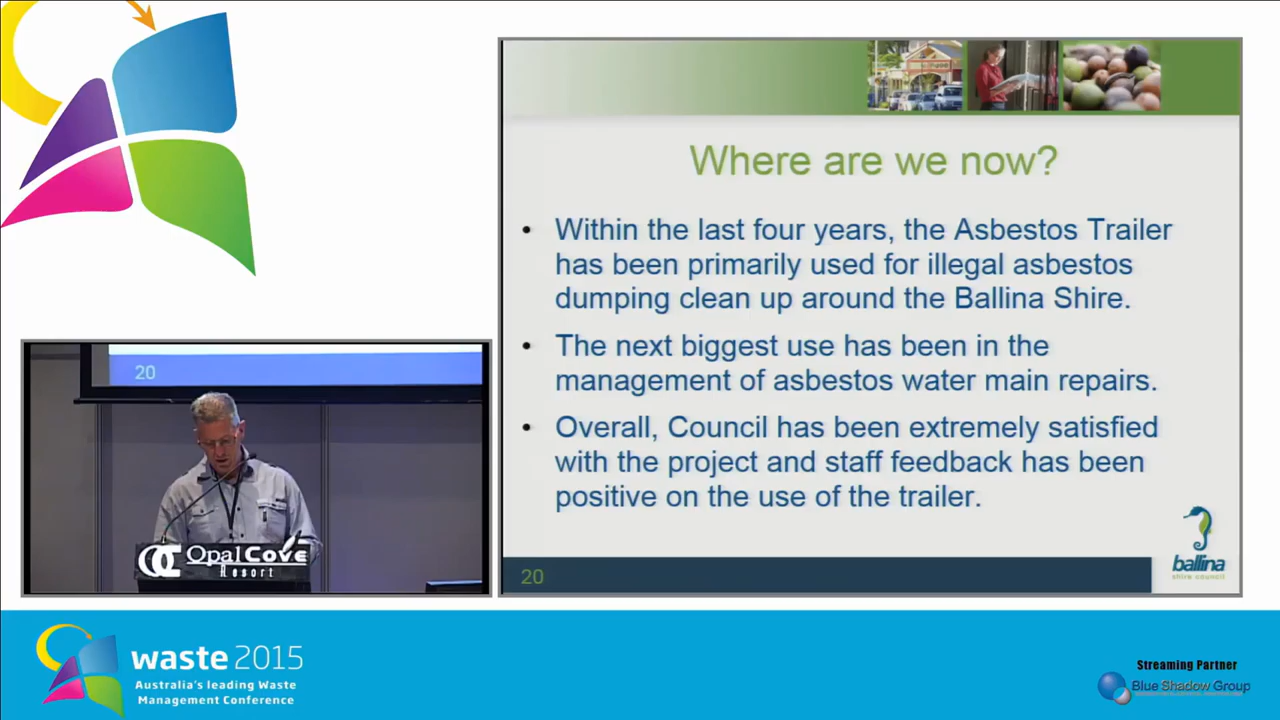 Where are we now?
• Within the last four years, the Asbestos Trailer
has been primarily used for illegal asbestos
dumping clean up around the Ballina Shire.
• The next biggest use has been in the
management of asbestos water main repairs.
• Overall, Council has been extremely satisfied
with the project and staff feedback has been
positive on the use of the trailer.
ballina
shire council
20
20
OC OpalCove
Resort
waste 2015
Australia's leading Waste
Management Conference
Streaming Partner
Blue Shadow Group